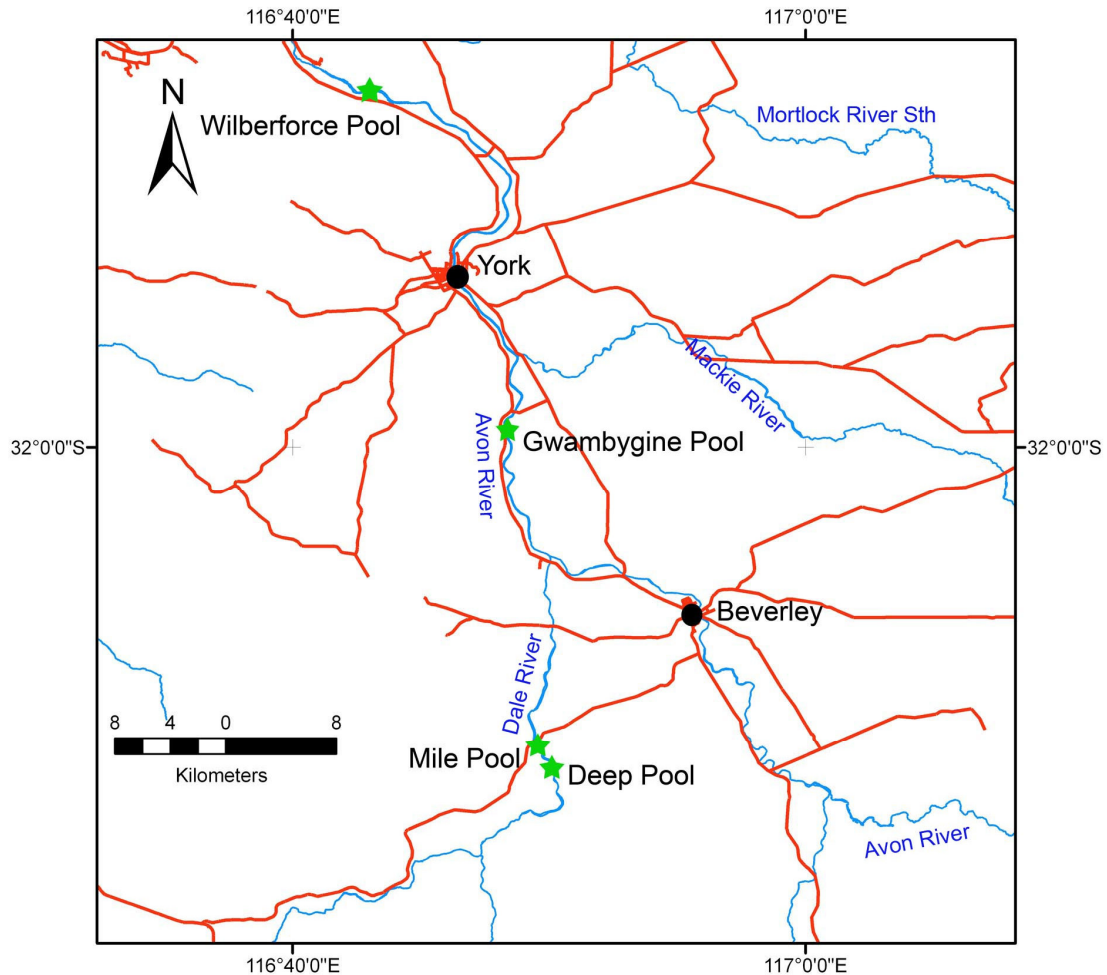 116°40'0"E
117°0'0"E
N
Wilberforce Pool
Mortlock River Sth
York
Mackie River
Avon River
Gwambygine Pool
32°0'0"S
32°0'0"S
Beverley
Dale River
8 4 0 8
Kilometers
Mile Pool
Deep Pool
Avon River
116°40'0"E
117°0'0"E